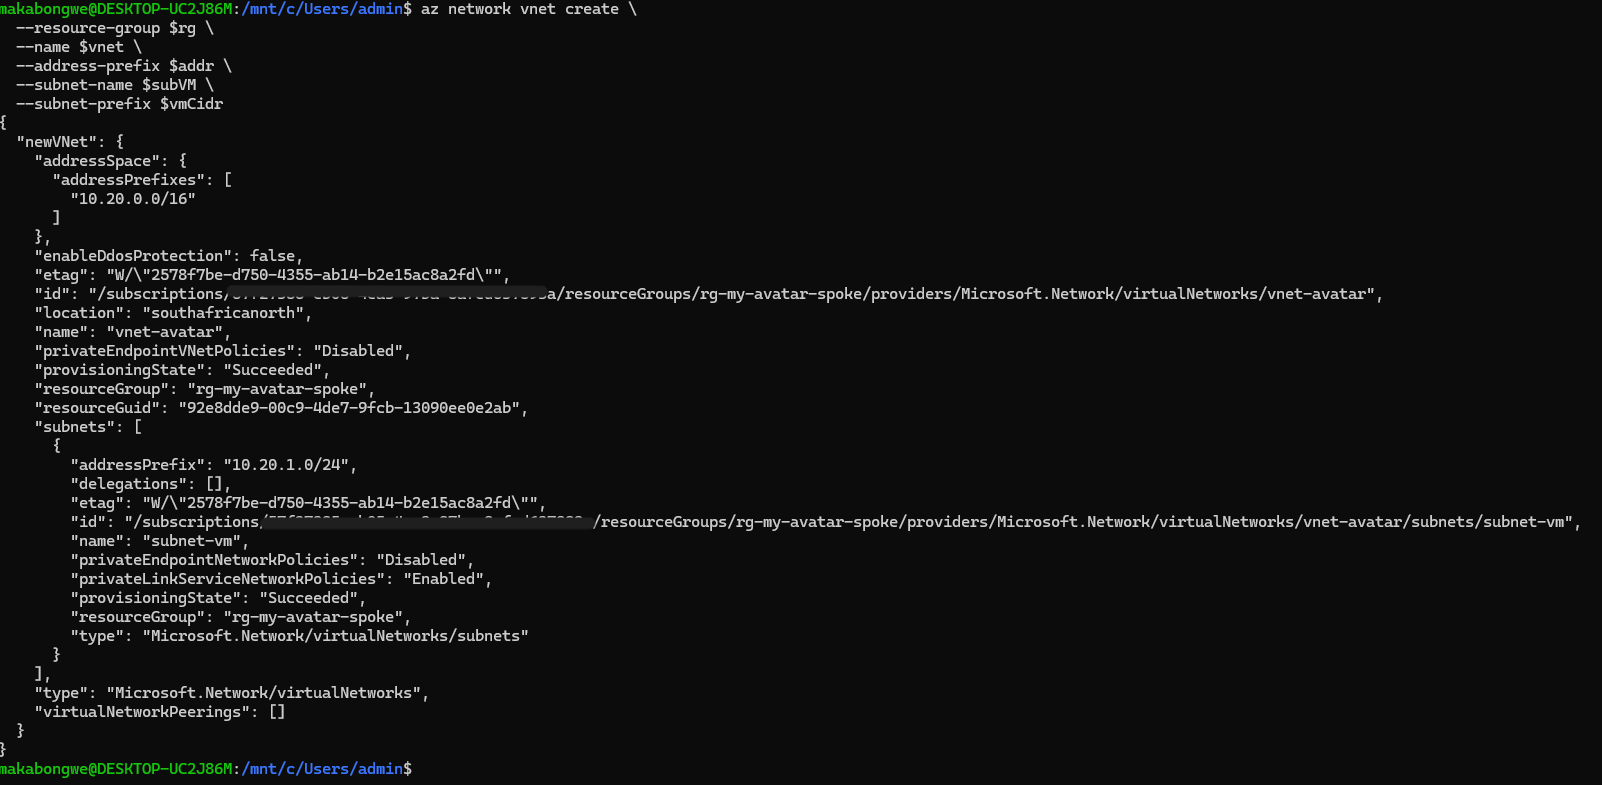 makabongwe@DESKTOP-UC2J86M:/mnt/c/Users/admin$ az network vnet create \
  --resource-group $rg \
  --name $vnet \
  --address-prefix $addr \
  --subnet-name $subVM \
  --subnet-prefix $vmCidr
{
  "newVNet": {
    "addressSpace": {
      "addressPrefixes": [
        "10.20.0.0/16"
      ]
    },
    "enableDdosProtection": false,
    "etag": "W/\"2578f7be-d750-4355-ab14-b2e15ac8a2fd\"",
    "id": "/subscriptions/a/resourceGroups/rg-my-avatar-spoke/providers/Microsoft.Network/virtualNetworks/vnet-avatar",
    "location": "southafricanorth",
    "name": "vnet-avatar",
    "privateEndpointVNetPolicies": "Disabled",
    "provisioningState": "Succeeded",
    "resourceGroup": "rg-my-avatar-spoke",
    "resourceGuid": "92e8dde9-00c9-4de7-9fcb-13090ee0e2ab",
    "subnets": [
      {
        "addressPrefix": "10.20.1.0/24",
        "delegations": [],
        "etag": "W/\"2578f7be-d750-4355-ab14-b2e15ac8a2fd\"",
        "id": "/subscriptions//resourceGroups/rg-my-avatar-spoke/providers/Microsoft.Network/virtualNetworks/vnet-avatar/subnets/subnet-vm",
        "name": "subnet-vm",
        "privateEndpointNetworkPolicies": "Disabled",
        "privateLinkServiceNetworkPolicies": "Enabled",
        "provisioningState": "Succeeded",
        "resourceGroup": "rg-my-avatar-spoke",
        "type": "Microsoft.Network/virtualNetworks/subnets"
      }
    ],
    "type": "Microsoft.Network/virtualNetworks",
    "virtualNetworkPeerings": []
  }
}
makabongwe@DESKTOP-UC2J86M:/mnt/c/Users/admin$